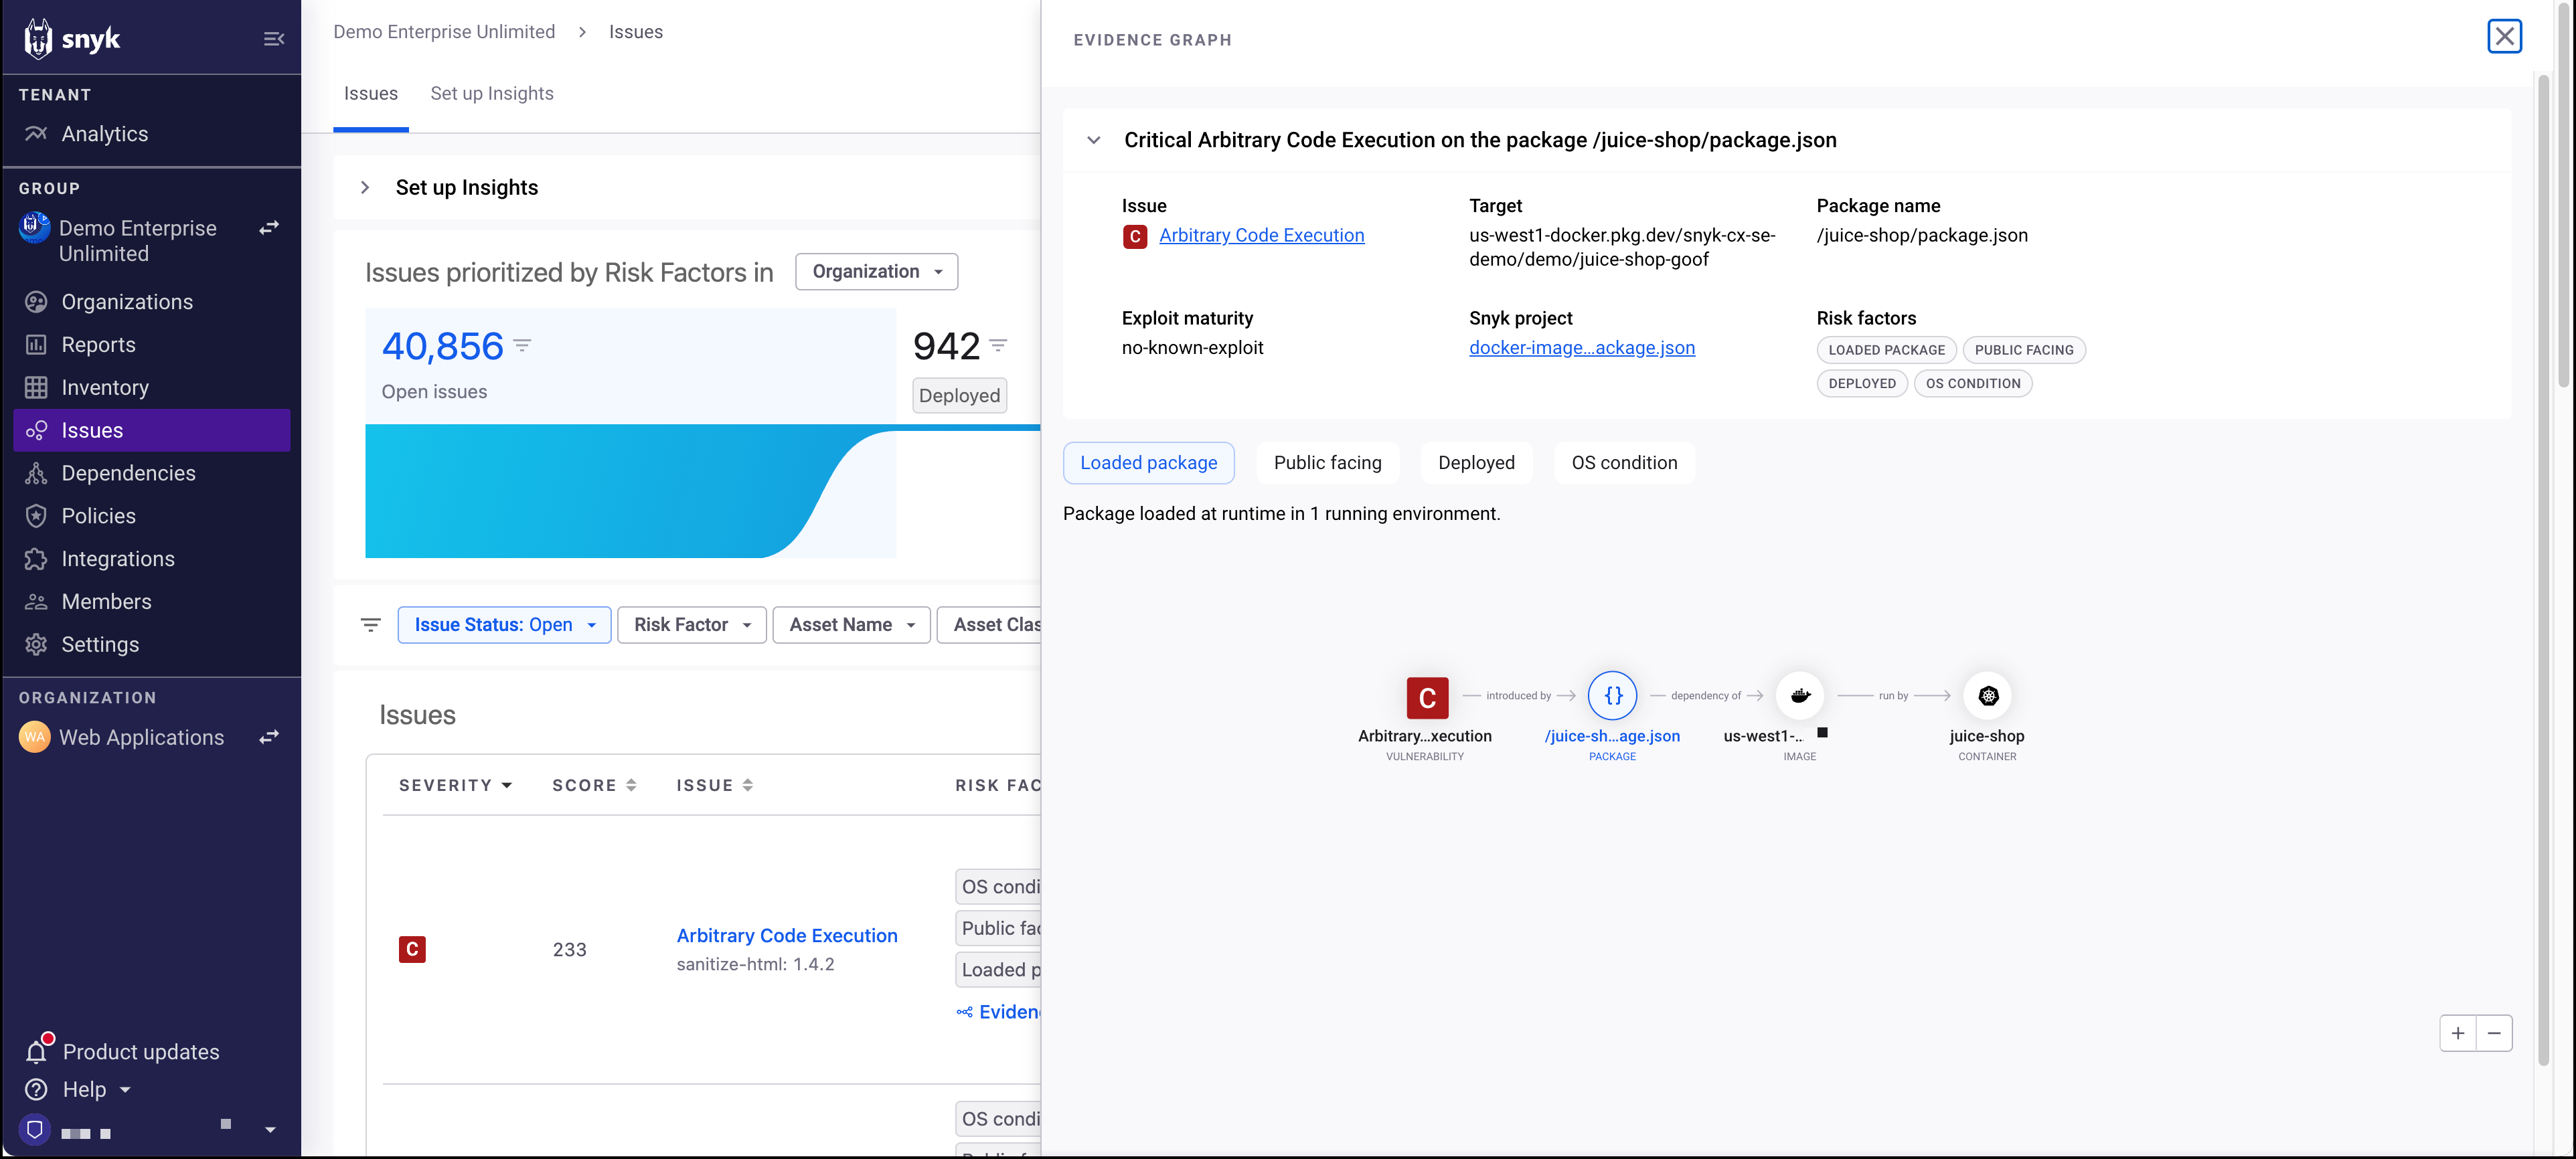 snyk
TENANT
Analytics
GROUP
Demo Enterprise
Unlimited
Organizations
Reports
Inventory
Issues
Dependencies
Policies
Integrations
Members
Settings
ORGANIZATION
WA Web Applications
Product updates
Help
Demo Enterprise Unlimited > Issues
Issues Set up Insights
Set up Insights
Issues prioritized by Risk Factors in Organization
40,856
Open issues
942
Deployed
Issue Status: Open Risk Factor Asset Name Asset Clas
Issues
SEVERITY SCORE ISSUE RISK FAC
C 233
Arbitrary Code Execution
sanitize-html: 1.4.2
OS condi
Public fac
Loaded p
Eviden
OS condi
EVIDENCE GRAPH
Critical Arbitrary Code Execution on the package /juice-shop/package.json
Issue
C Arbitrary Code Execution
Target
us-west1-docker.pkg.dev/snyk-cx-se-
demo/demo/juice-shop-goof
Package name
/juice-shop/package.json
Exploit maturity
no-known-exploit
Snyk project
docker-image...ackage.json
Risk factors
LOADED PACKAGE PUBLIC FACING
DEPLOYED OS CONDITION
Loaded package Public facing Deployed OS condition
Package loaded at runtime in 1 running environment.
C introduced by {} dependency of run by
Arbitrary...xecution /juice-sh...age.json us-west1-... juice-shop
VULNERABILITY PACKAGE IMAGE CONTAINER
+ −